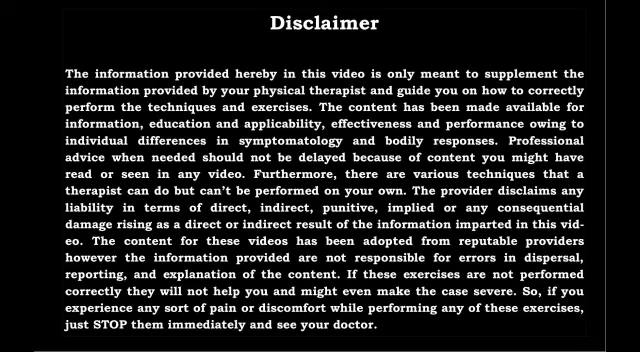 Disclaimer
The information provided hereby in this video is only meant to supplement the
information provided by your physical therapist and guide you on how to correctly
perform the techniques and exercises. The content has been made available for
information, education and applicability, effectiveness and performance owing to
individual differences in symptomatology and bodily responses. Professional
advice when needed should not be delayed because of content you might have
read or seen in any video. Furthermore, there are various techniques that a
therapist can do but can't be performed on your own. The provider disclaims any
liability in terms of direct, indirect, punitive, implied or any consequential
damage rising as a direct or indirect result of the information imparted in this vid-
eo. The content for these videos has been adopted from reputable providers
however the information provided are not responsible for errors in dispersal,
reporting, and explanation of the content. If these exercises are not performed
correctly they will not help you and might even make the case severe. So, if you
experience any sort of pain or discomfort while performing any of these exercises,
just STOP them immediately and see your doctor.